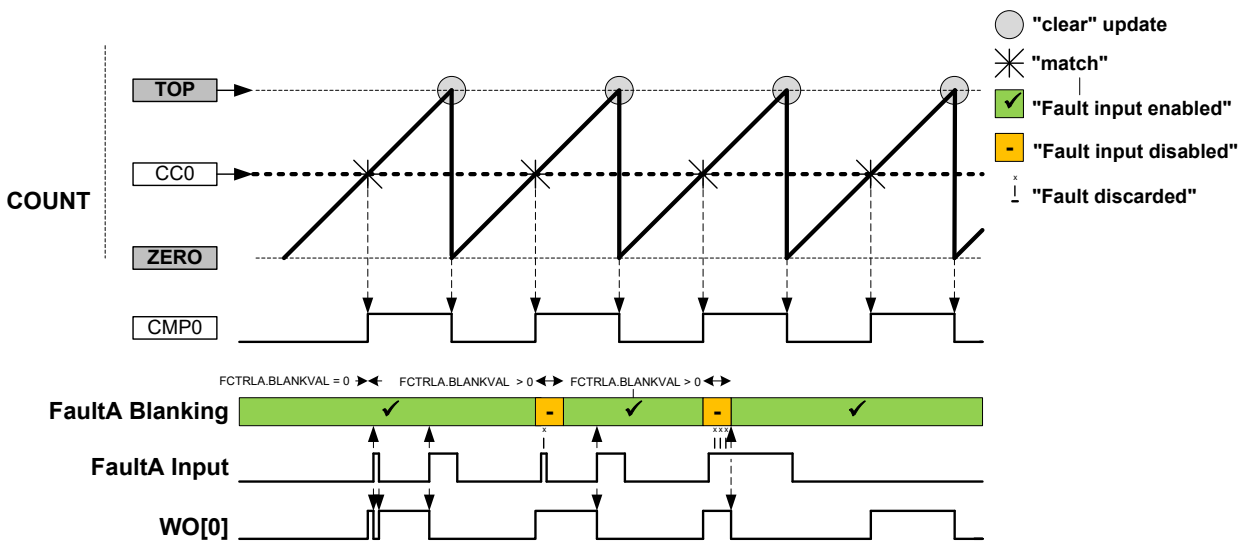 "clear" update
"match"
"Fault input enabled"
"Fault input disabled"
"Fault discarded"
TOP
CC0
COUNT
ZERO
CMP0
FCTRLA.BLANKVAL = 0 FCTRLA.BLANKVAL > 0 FCTRLA.BLANKVAL > 0
FaultA Blanking ✓ - ✓ - ✓
x xxx
FaultA Input
WO[0]